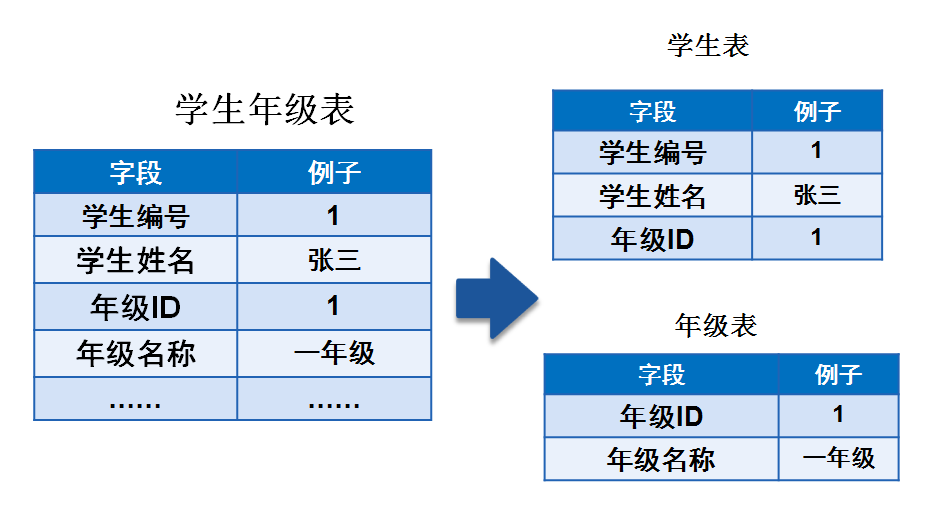 学生年级表
字段 例子
学生编号 1
学生姓名 张三
年级ID 1
年级名称 一年级
…… ……
学生表
字段 例子
学生编号 1
学生姓名 张三
年级ID 1
年级表
字段 例子
年级ID 1
年级名称 一年级